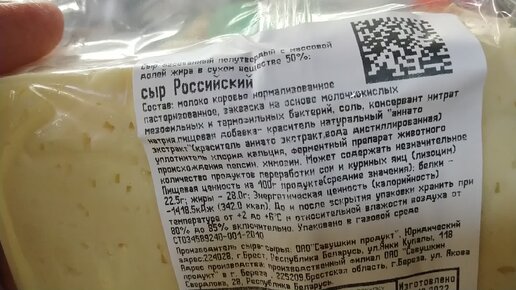 Сыр фасованный полутвердый с массовой
долей жира в сухом веществе 50%:
сыр Российский
Состав: молоко коровье нормализованное
пастеризованное, закваска на основе молочнокислых
мезофильных и термофильных бактерий, соль, консервант нитрат
натрия,пищевая добавка- краситель натуральный "аннато
экстракт"(краситель аннато экстракт,вода дистиллированная)
уплотнитель хлорид кальция, ферментный препарат животного
происхождения пепсин, химозин. Может содержать незначительное
количество продуктов переработки сои и куриных яиц (лизоцим)
Пищевая ценность на 100г продукта(средние значения): белки -
22.5г; жиры - 28.0г; Энергетическая ценность (калорийность)
-1418.5кДж (342.0 ккал). До и после вскрытия упаковки хранить при
температуре от +2 до +6°C и относительной влажности воздуха от
80% до 85% включительно. Упаковано в газовой среде
Производитель сырья-сырье: ОАО "Савушкин продукт", Юридический
адрес:224028, г.Брест, Республика Беларусь, ул.Янки Купалы, 118
производственный филиал ОАО "Савушкин
продукт" в г. Береза, 225209,Брестская область, г.Береза, ул. Якова
Свердлова, 28, Республика Беларусь
Изготовлено